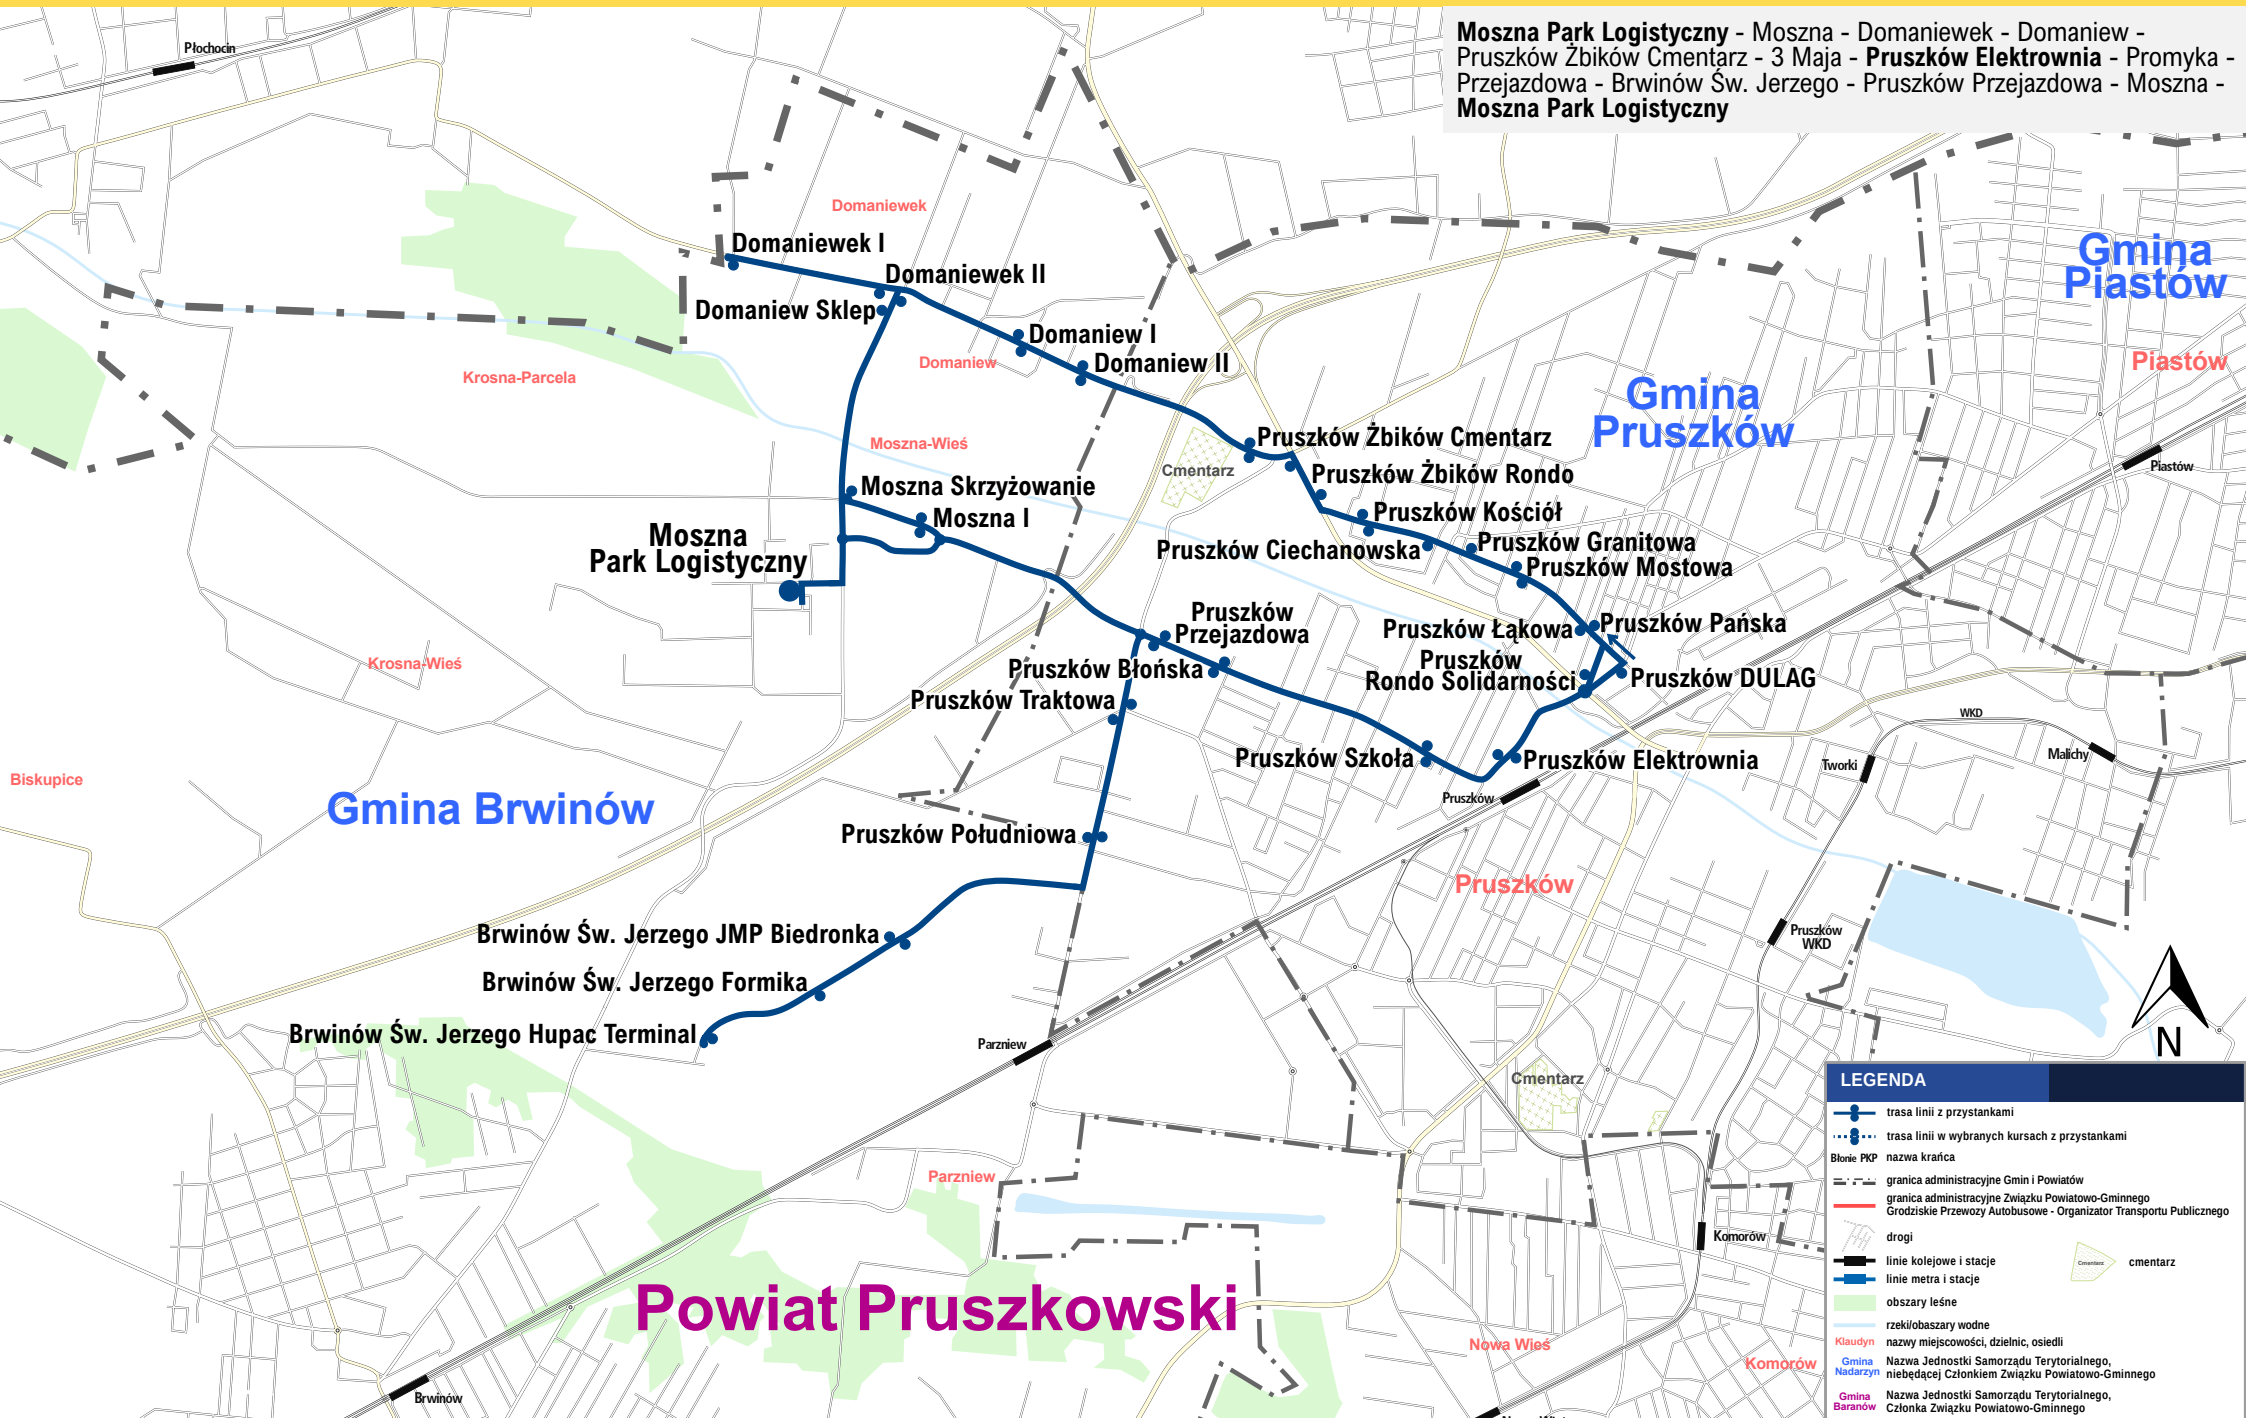 Moszna Park Logistyczny - Moszna - Domaniewek - Domaniew -
Pruszków Żbików Cmentarz - 3 Maja - Pruszków Elektrownia - Promyka -
Przejazdowa - Brwinów Św. Jerzego - Pruszków Przejazdowa - Moszna -
Moszna Park Logistyczny
Płochocin
Domaniewek
Domaniewek I
Domaniewek II
Domaniew Sklep
Domaniew I
Domaniew II
Domaniew
Krosna-Parcela
Moszna-Wieś
Gmina
Piastów
Piastów
Piastów
Gmina
Pruszków
Pruszków Żbików Cmentarz
Cmentarz
Pruszków Żbików Rondo
Moszna Skrzyżowanie
Moszna I
Moszna
Park Logistyczny
Pruszków Kościół
Pruszków Ciechanowska
Pruszków Granitowa
Pruszków Mostowa
Pruszków
Przejazdowa
Pruszków Łąkowa
Pruszków Pańska
Pruszków
Rondo Solidarności
Pruszków DULAG
Pruszków Błońska
Pruszków Traktowa
Krosna-Wieś
WKD
Malichy
Tworki
Pruszków Szkoła
Pruszków Elektrownia
Pruszków
Biskupice
Gmina Brwinów
Pruszków Południowa
Pruszków
Brwinów Św. Jerzego JMP Biedronka
Brwinów Św. Jerzego Formika
Brwinów Św. Jerzego Hupac Terminal
Pruszków
WKD
Parzniew
N
Cmentarz
Parzniew
Komorów
Powiat Pruszkowski
Nowa Wieś
Komorów
Brwinów
LEGENDA
trasa linii z przystankami
trasa linii w wybranych kursach z przystankami
Błonie PKP nazwa krańca
granica administracyjne Gmin i Powiatów
granica administracyjne Związku Powiatowo-Gminnego
Grodziskie Przewozy Autobusowe - Organizator Transportu Publicznego
drogi
linie kolejowe i stacje
Cmentarz cmentarz
linie metra i stacje
obszary leśne
rzeki/obaszary wodne
Klaudyn nazwy miejscowości, dzielnic, osiedli
Gmina Nadarzyn Nazwa Jednostki Samorządu Terytorialnego,
niebędącej Członkiem Związku Powiatowo-Gminnego
Gmina Baranów Nazwa Jednostki Samorządu Terytorialnego,
Członka Związku Powiatowo-Gminnego